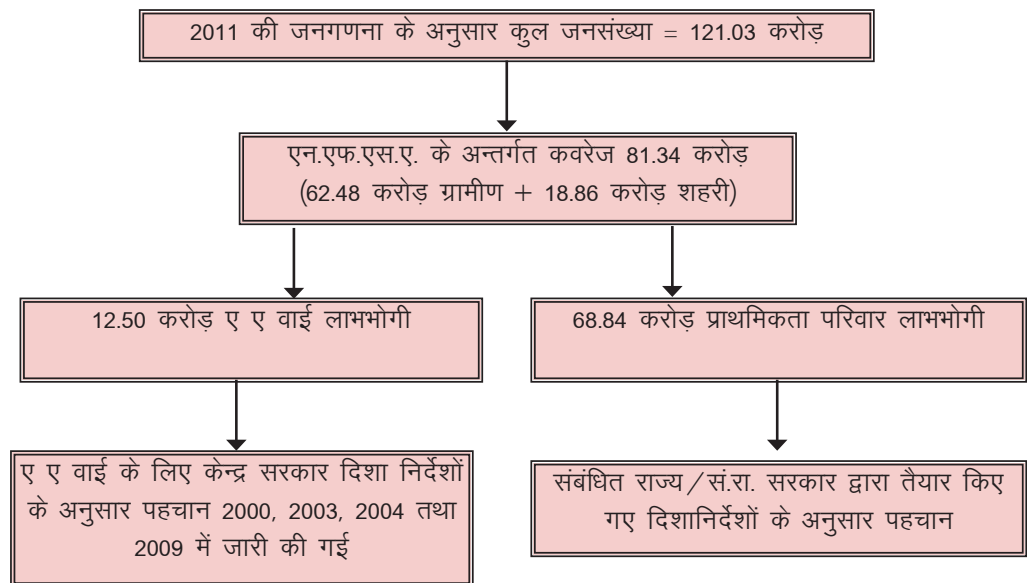 2011 की जनगणना के अनुसार कुल जनसंख्या = 121.03 करोड़
एन.एफ.एस.ए. के अन्तर्गत कवरेज 81.34 करोड़
(62.48 करोड़ ग्रामीण + 18.86 करोड़ शहरी)
12.50 करोड़ ए ए वाई लाभभोगी
68.84 करोड़ प्राथमिकता परिवार लाभभोगी
ए ए वाई के लिए केन्द्र सरकार दिशा निर्देशों
के अनुसार पहचान 2000, 2003, 2004 तथा
2009 में जारी की गई
संबंधित राज्य/सं.रा. सरकार द्वारा तैयार किए
गए दिशानिर्देशों के अनुसार पहचान